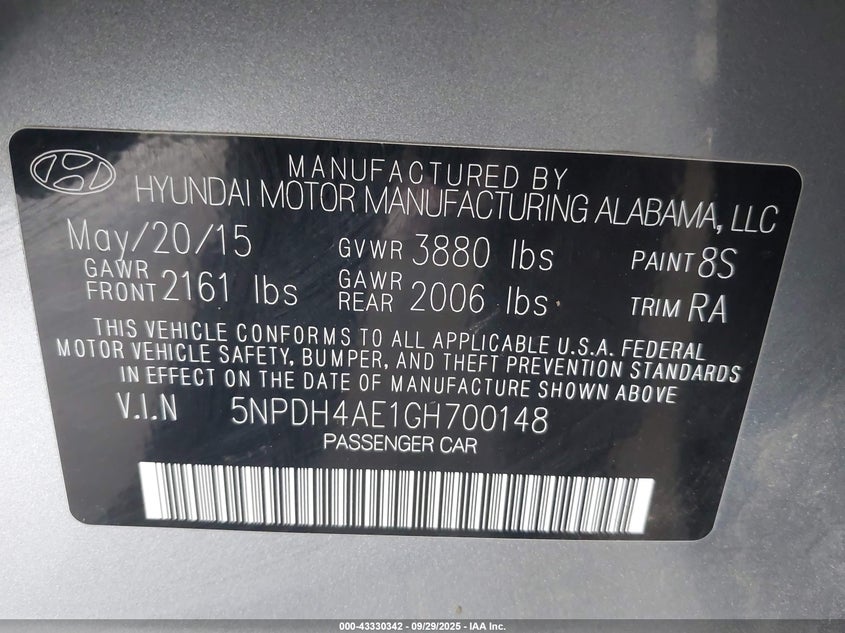 MANUFACTURED BY
HYUNDAI MOTOR MANUFACTURING ALABAMA, LLC
May/20/15 GVWR 3880 lbs PAINT 8S
GAWR FRONT 2161 lbs GAWR REAR 2006 lbs TRIM RA
THIS VEHICLE CONFORMS TO ALL APPLICABLE U.S.A. FEDERAL
MOTOR VEHICLE SAFETY, BUMPER, AND THEFT PREVENTION STANDARDS
IN EFFECT ON THE DATE OF MANUFACTURE SHOWN ABOVE
V.I.N 5NPDH4AE1GH700148
PASSENGER CAR
000-43330342 - 09/29/2025 - IAA Inc.